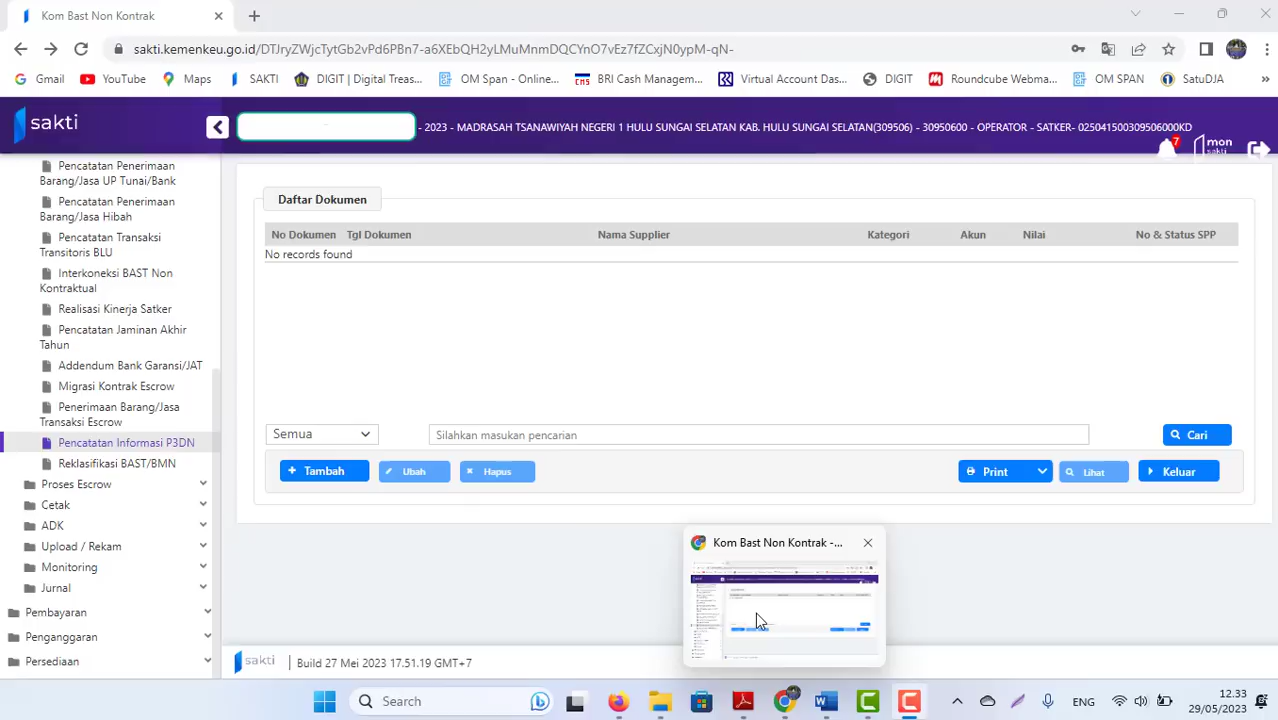 Kom Bast Non Kontrak
sakti.kemenkeu.go.id/DTJryZWjcTytGb2vPd6PBn7-a6XEbQH2yLMuMnmDQCYnO7vEz7fZCxjN0ypM-qN-
Gmail YouTube Maps SAKTI DIGIT | Digital Treas... OM Span - Online... BRI Cash Managem... Virtual Account Das... DIGIT Roundcube Webma... OM SPAN SatuDJA »
sakti - 2023 - MADRASAH TSANAWIYAH NEGERI 1 HULU SUNGAI SELATAN KAB. HULU SUNGAI SELATAN(309506) - 30950600 - OPERATOR - SATKER- 025041500309506000KD
7 mon
sakti
Pencatatan Penerimaan
Barang/Jasa UP Tunai/Bank
Pencatatan Penerimaan
Barang/Jasa Hibah
Pencatatan Transaksi
Transitoris BLU
Interkoneksi BAST Non
Kontraktual
Realisasi Kinerja Satker
Pencatatan Jaminan Akhir
Tahun
Addendum Bank Garansi/JAT
Migrasi Kontrak Escrow
Penerimaan Barang/Jasa
Transaksi Escrow
Pencatatan Informasi P3DN
Reklasifikasi BAST/BMN
Proses Escrow
Cetak
ADK
Upload / Rekam
Monitoring
Jurnal
Pembayaran
Penganggaran
Persediaan
Daftar Dokumen
No Dokumen Tgl Dokumen Nama Supplier Kategori Akun Nilai No & Status SPP
No records found
Semua Silahkan masukan pencarian Cari
Tambah Ubah Hapus Print Lihat Keluar
Kom Bast Non Kontrak -...
sakti Build 27 Mei 2023 17.51.19 GMT+7
Search ENG 12.33
29/05/2023